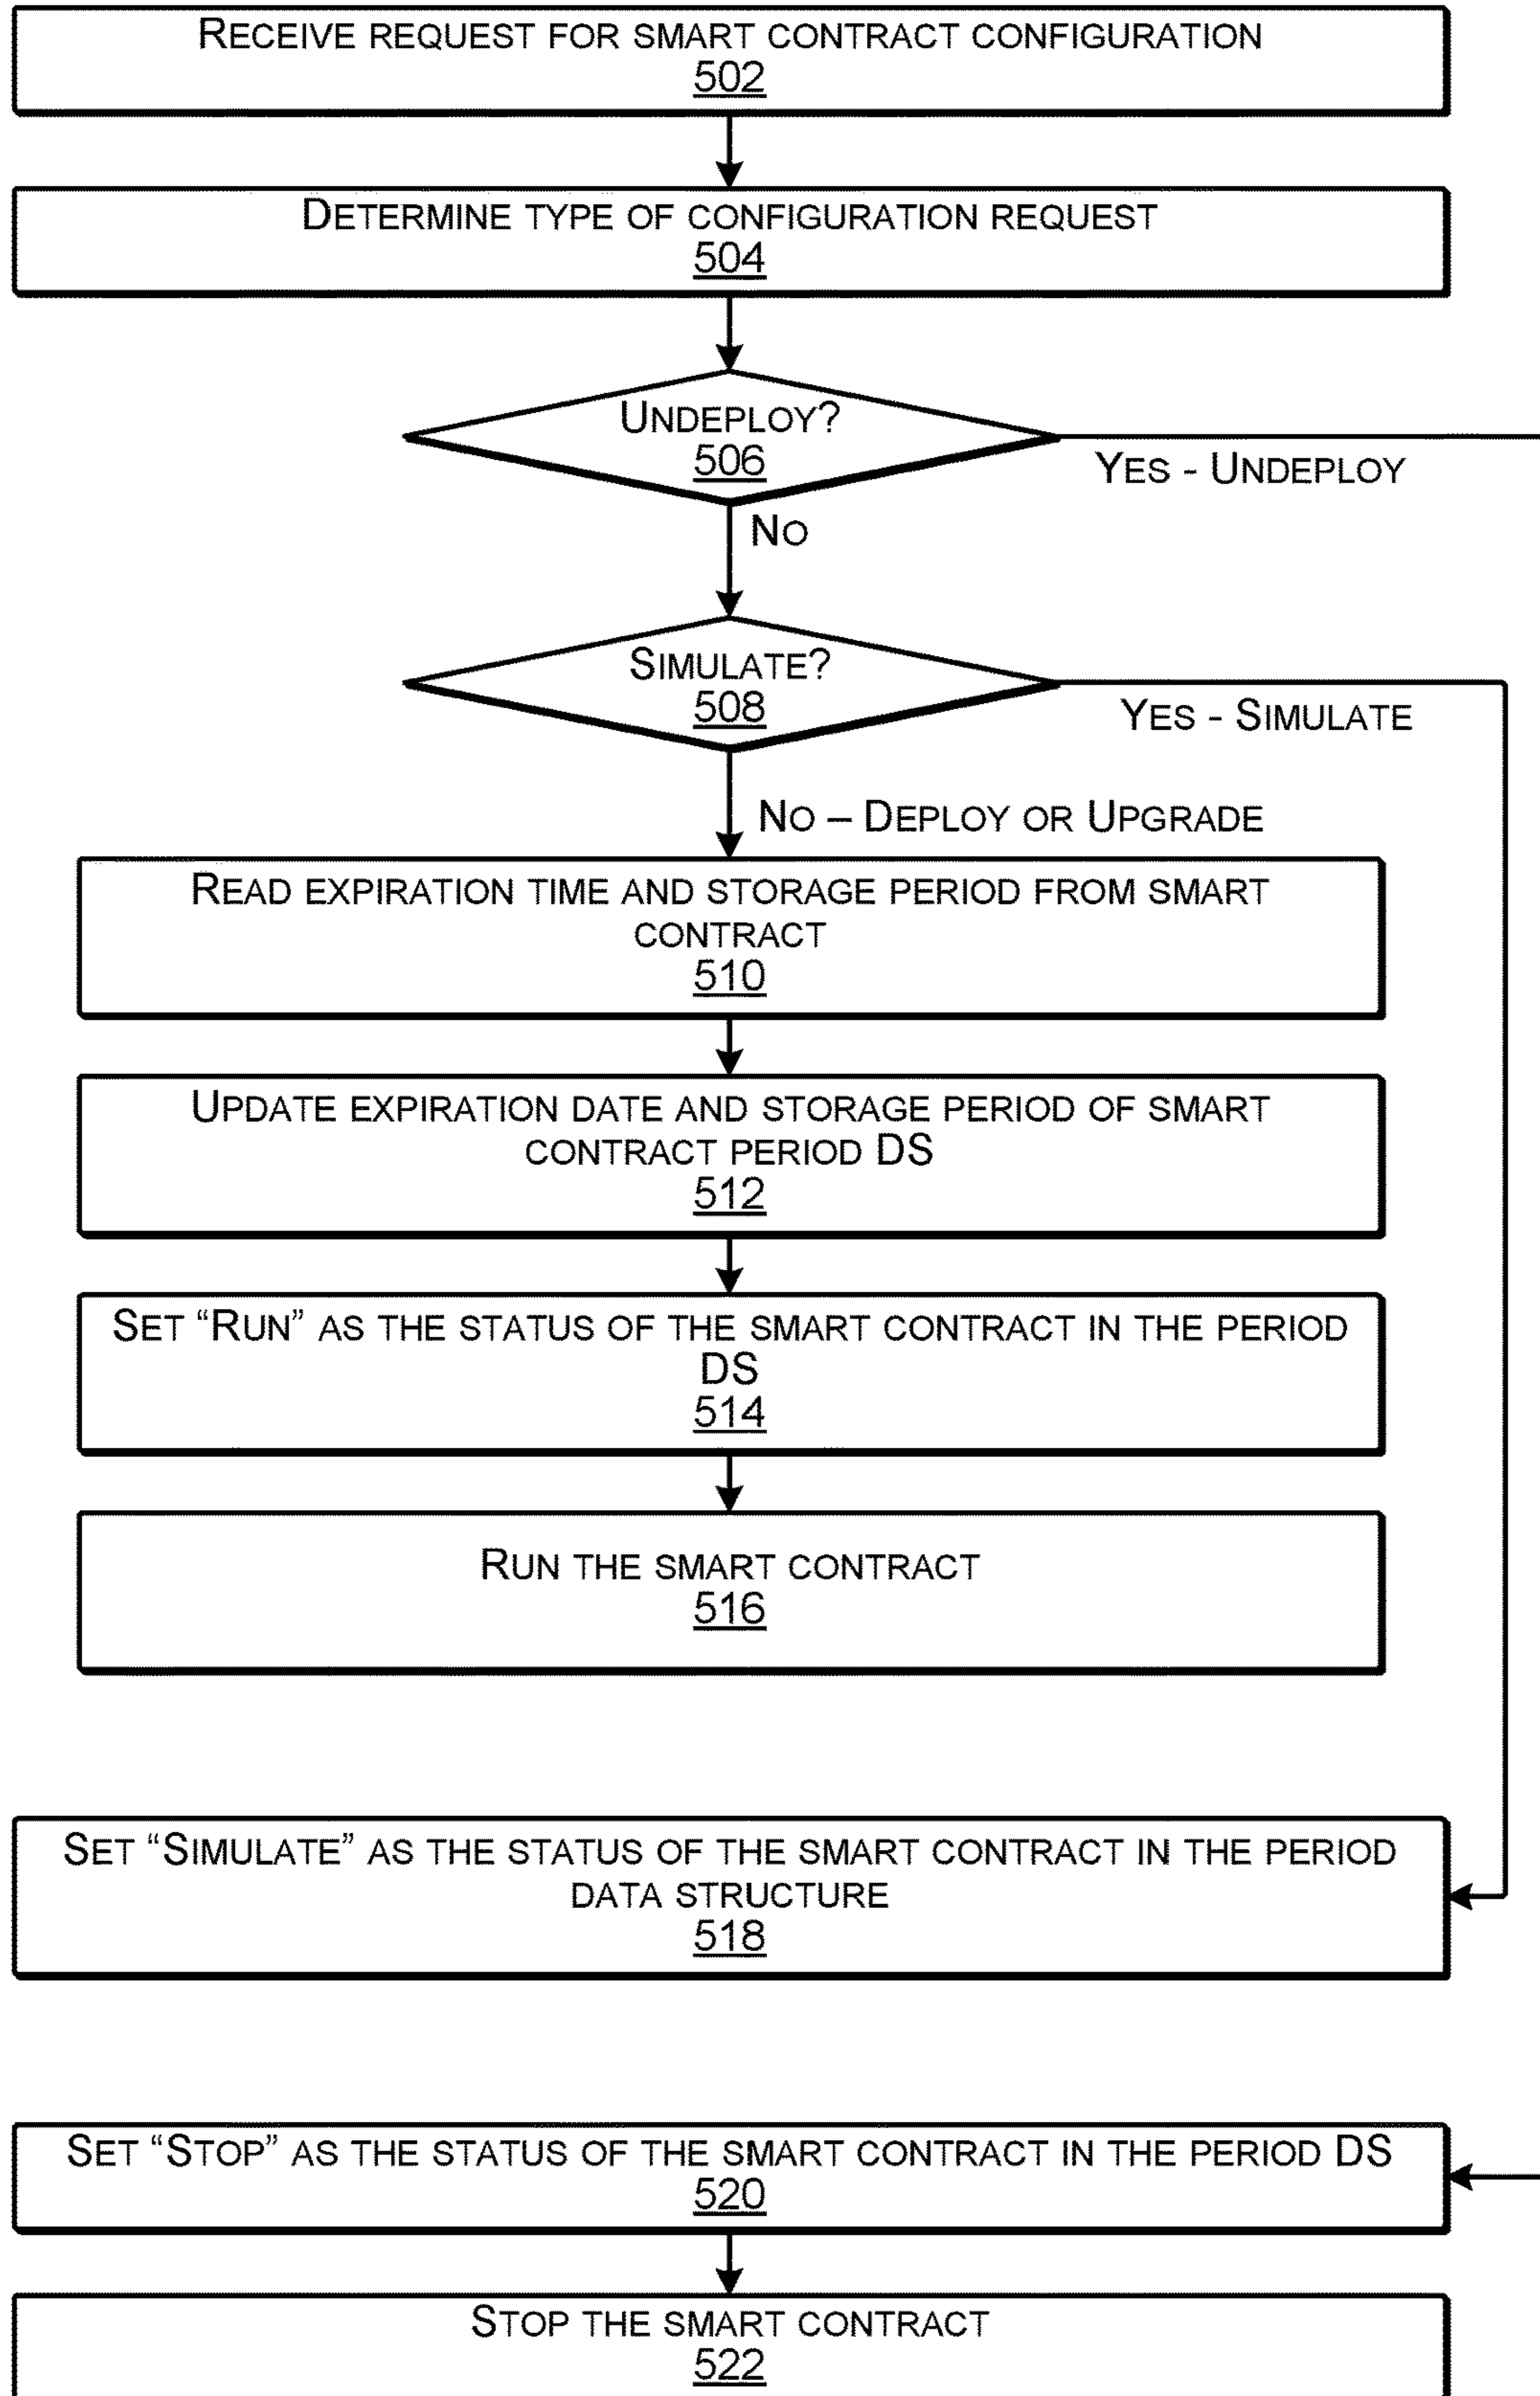 RECEIVE REQUEST FOR SMART CONTRACT CONFIGURATION
502
DETERMINE TYPE OF CONFIGURATION REQUEST
504
UNDEPLOY?
506
YES - UNDEPLOY
NO
SIMULATE?
508
YES - SIMULATE
NO – DEPLOY OR UPGRADE
READ EXPIRATION TIME AND STORAGE PERIOD FROM SMART
CONTRACT
510
UPDATE EXPIRATION DATE AND STORAGE PERIOD OF SMART
CONTRACT PERIOD DS
512
SET “RUN” AS THE STATUS OF THE SMART CONTRACT IN THE PERIOD
DS
514
RUN THE SMART CONTRACT
516
SET “SIMULATE” AS THE STATUS OF THE SMART CONTRACT IN THE PERIOD
DATA STRUCTURE
518
SET “STOP” AS THE STATUS OF THE SMART CONTRACT IN THE PERIOD DS
520
STOP THE SMART CONTRACT
522